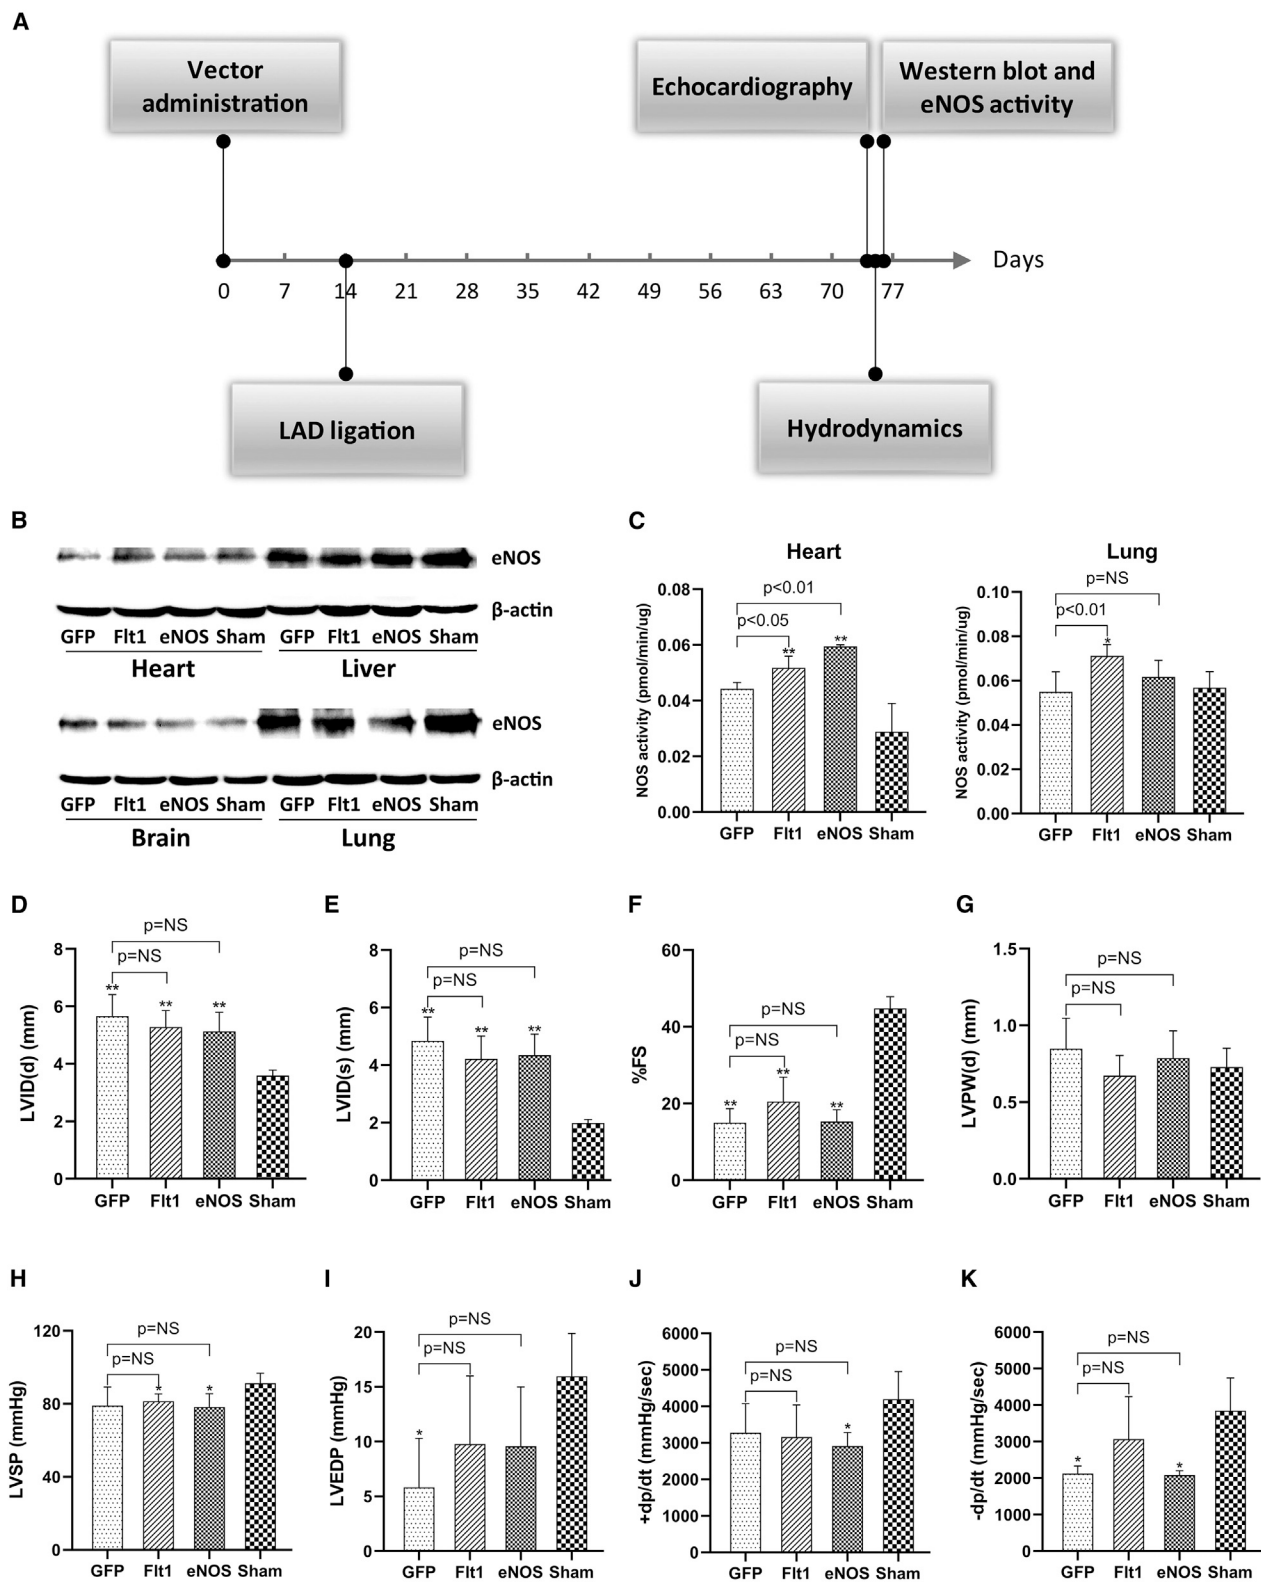 A
Vector
administration
Echocardiography
Western blot and
eNOS activity
Days
0 7 14 21 28 35 42 49 56 63 70 77
LAD ligation
Hydrodynamics
B
eNOS
β-actin
GFP Flt1 eNOS Sham GFP Flt1 eNOS Sham
Heart Liver
eNOS
β-actin
GFP Flt1 eNOS Sham GFP Flt1 eNOS Sham
Brain Lung
C
Heart
NOS activity (pmol/min/ug)
0.08
0.06
0.04
0.02
0.00
p<0.01
p<0.05
**
**
GFP Flt1 eNOS Sham
Lung
NOS activity (pmol/min/ug)
0.10
0.08
0.06
0.04
0.02
0.00
p=NS
p<0.01
*
GFP Flt1 eNOS Sham
D
LVID(d) (mm)
8
6
4
2
0
p=NS
p=NS
** ** **
GFP Flt1 eNOS Sham
E
LVID(s) (mm)
8
6
4
2
0
p=NS
p=NS
** ** **
GFP Flt1 eNOS Sham
F
%FS
60
40
20
0
p=NS
p=NS
** ** **
GFP Flt1 eNOS Sham
G
LVPW(d) (mm)
1.5
1.0
0.5
0.0
p=NS
p=NS
GFP Flt1 eNOS Sham
H
LVSP (mmHg)
120
80
40
0
p=NS
p=NS
* *
GFP Flt1 eNOS Sham
I
LVEDP (mmHg)
20
15
10
5
0
p=NS
p=NS
*
GFP Flt1 eNOS Sham
J
+dp/dt (mmHg/sec)
6000
5000
4000
3000
2000
1000
0
p=NS
p=NS
*
GFP Flt1 eNOS Sham
K
-dp/dt (mmHg/sec)
6000
5000
4000
3000
2000
1000
0
p=NS
p=NS
* *
GFP Flt1 eNOS Sham